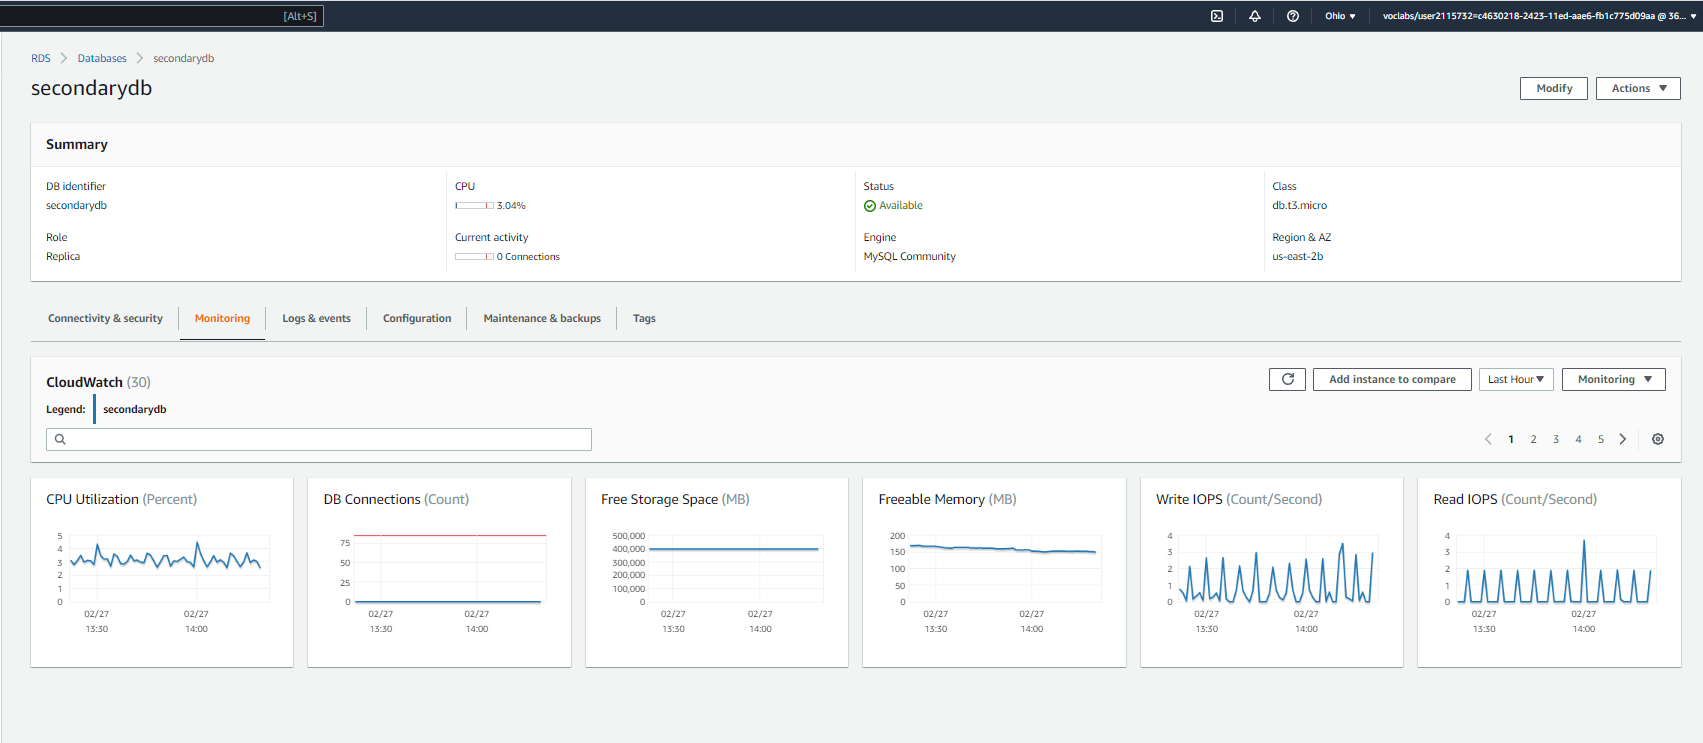 [Alt+S]
Ohio ▼
voclabs/user2115732=c4630218-2423-11ed-aae6-fb1c775d09aa @ 36... ▼
RDS > Databases > secondarydb
secondarydb
Modify
Actions ▼
Summary
DB identifier
secondarydb
CPU
3.04%
Status
Available
Class
db.t3.micro
Role
Replica
Current activity
0 Connections
Engine
MySQL Community
Region & AZ
us-east-2b
Connectivity & security
Monitoring
Logs & events
Configuration
Maintenance & backups
Tags
CloudWatch (30)
Add instance to compare
Last Hour ▼
Monitoring ▼
Legend: secondarydb
1 2 3 4 5
CPU Utilization (Percent)
5
4
3
2
1
0
02/27 02/27
13:30 14:00
DB Connections (Count)
75
50
25
0
02/27 02/27
13:30 14:00
Free Storage Space (MB)
500,000
400,000
300,000
200,000
100,000
0
02/27 02/27
13:30 14:00
Freeable Memory (MB)
200
150
100
50
0
02/27 02/27
13:30 14:00
Write IOPS (Count/Second)
4
3
2
1
0
02/27 02/27
13:30 14:00
Read IOPS (Count/Second)
4
3
2
1
0
02/27 02/27
13:30 14:00